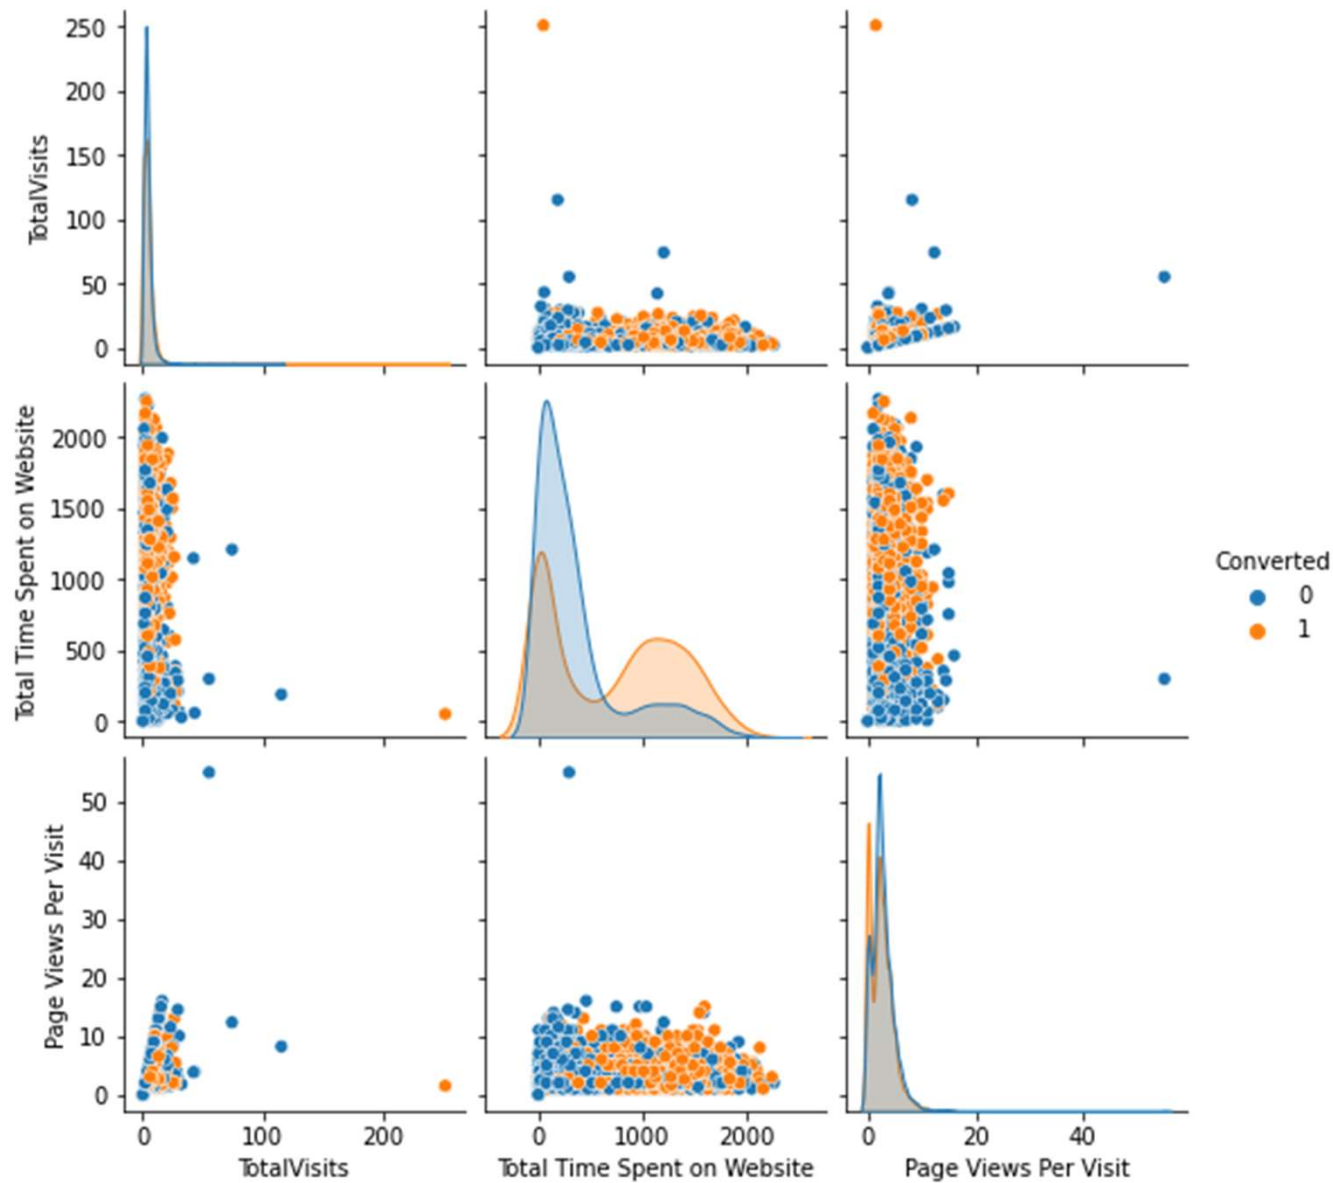 250
200
150
100
50
0
TotalVisits
2000
1500
1000
500
0
Total Time Spent on Website
Converted
0
1
50
40
30
20
10
0
Page Views Per Visit
0 100 200
0 1000 2000
0 20 40
TotalVisits
Total Time Spent on Website
Page Views Per Visit